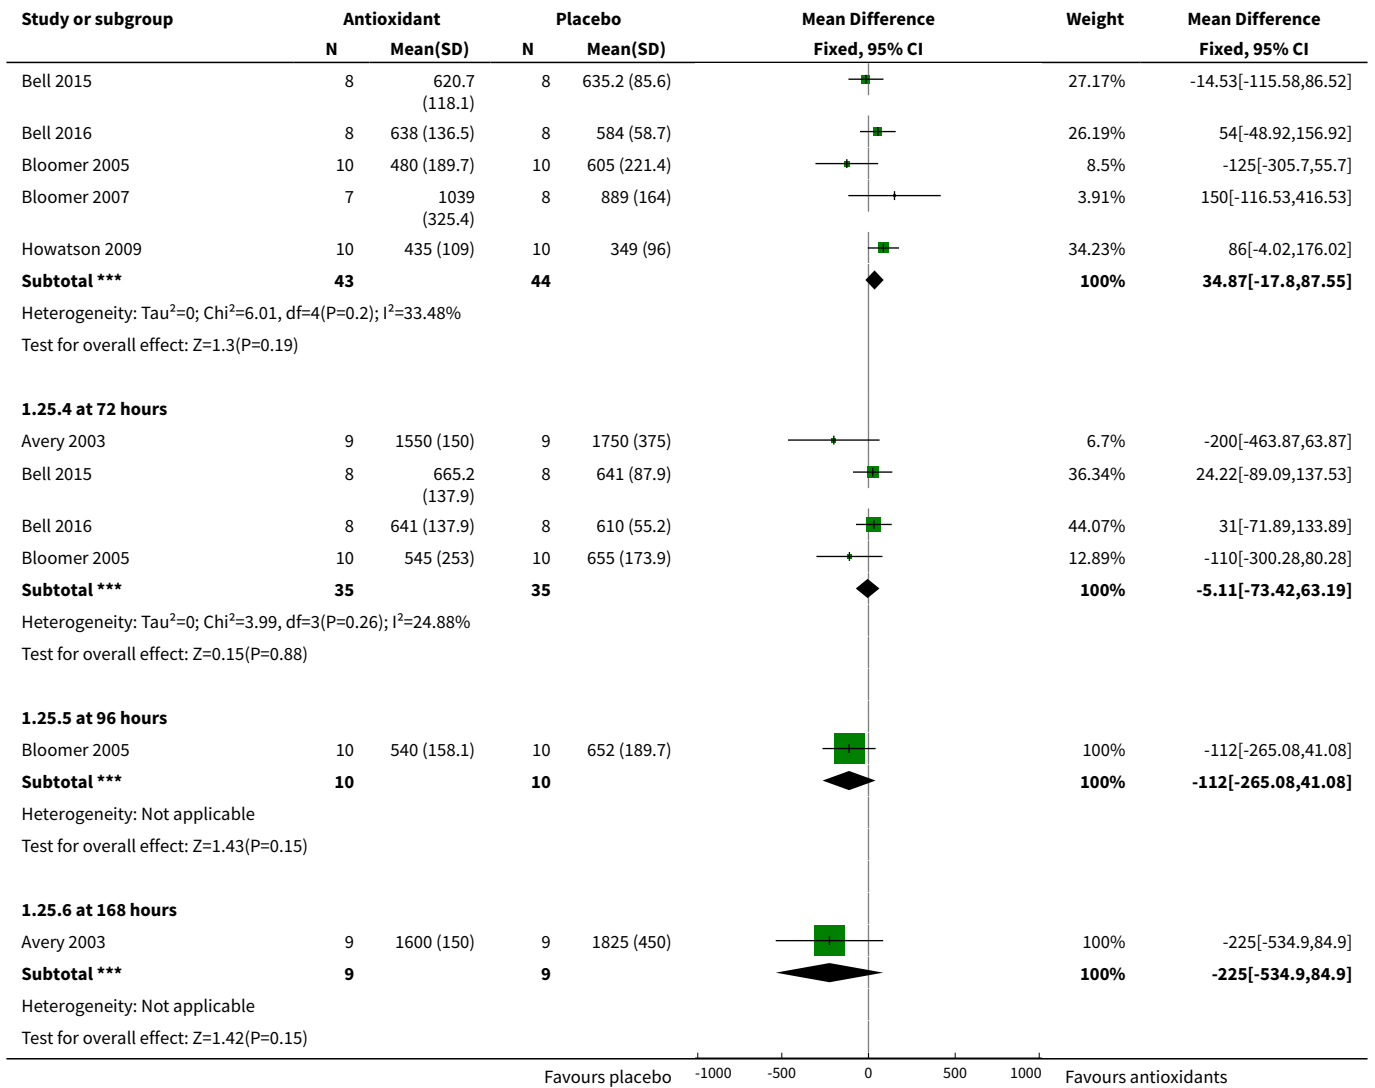 Study or subgroup Antioxidant Placebo Mean Difference Weight Mean Difference
N Mean(SD) N Mean(SD) Fixed, 95% CI Fixed, 95% CI
Bell 2015 8 620.7 8 635.2 (85.6) 27.17% -14.53[-115.58,86.52]
(118.1)
Bell 2016 8 638 (136.5) 8 584 (58.7) 26.19% 54[-48.92,156.92]
Bloomer 2005 10 480 (189.7) 10 605 (221.4) 8.5% -125[-305.7,55.7]
Bloomer 2007 7 1039 8 889 (164) 3.91% 150[-116.53,416.53]
(325.4)
Howatson 2009 10 435 (109) 10 349 (96) 34.23% 86[-4.02,176.02]
Subtotal *** 43 44 100% 34.87[-17.8,87.55]
Heterogeneity: Tau²=0; Chi²=6.01, df=4(P=0.2); I²=33.48%
Test for overall effect: Z=1.3(P=0.19)
1.25.4 at 72 hours
Avery 2003 9 1550 (150) 9 1750 (375) 6.7% -200[-463.87,63.87]
Bell 2015 8 665.2 8 641 (87.9) 36.34% 24.22[-89.09,137.53]
(137.9)
Bell 2016 8 641 (137.9) 8 610 (55.2) 44.07% 31[-71.89,133.89]
Bloomer 2005 10 545 (253) 10 655 (173.9) 12.89% -110[-300.28,80.28]
Subtotal *** 35 35 100% -5.11[-73.42,63.19]
Heterogeneity: Tau²=0; Chi²=3.99, df=3(P=0.26); I²=24.88%
Test for overall effect: Z=0.15(P=0.88)
1.25.5 at 96 hours
Bloomer 2005 10 540 (158.1) 10 652 (189.7) 100% -112[-265.08,41.08]
Subtotal *** 10 10 100% -112[-265.08,41.08]
Heterogeneity: Not applicable
Test for overall effect: Z=1.43(P=0.15)
1.25.6 at 168 hours
Avery 2003 9 1600 (150) 9 1825 (450) 100% -225[-534.9,84.9]
Subtotal *** 9 9 100% -225[-534.9,84.9]
Heterogeneity: Not applicable
Test for overall effect: Z=1.42(P=0.15)
Favours placebo -1000 -500 0 500 1000 Favours antioxidants